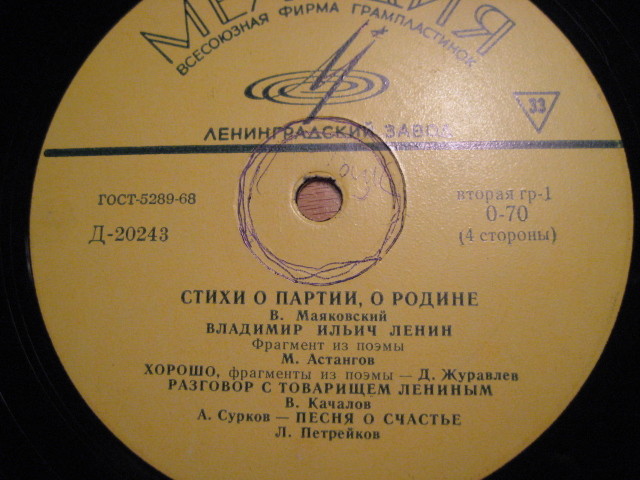 МЕЛОДИЯ
ВСЕСОЮЗНАЯ ФИРМА ГРАМПЛАСТИНОК
33
ЛЕНИНГРАДСКИЙ ЗАВОД
ГОСТ-5289-68
Д-20243
вторая гр-1
0-70
(4 стороны)
СТИХИ О ПАРТИИ, О РОДИНЕ
В. Маяковский
ВЛАДИМИР ИЛЬИЧ ЛЕНИН
Фрагмент из поэмы
М. Астангов
ХОРОШО, фрагменты из поэмы — Д. Журавлев
РАЗГОВОР С ТОВАРИЩЕМ ЛЕНИНЫМ
В. Качалов
А. Сурков — ПЕСНЯ О СЧАСТЬЕ
Л. Петрейков